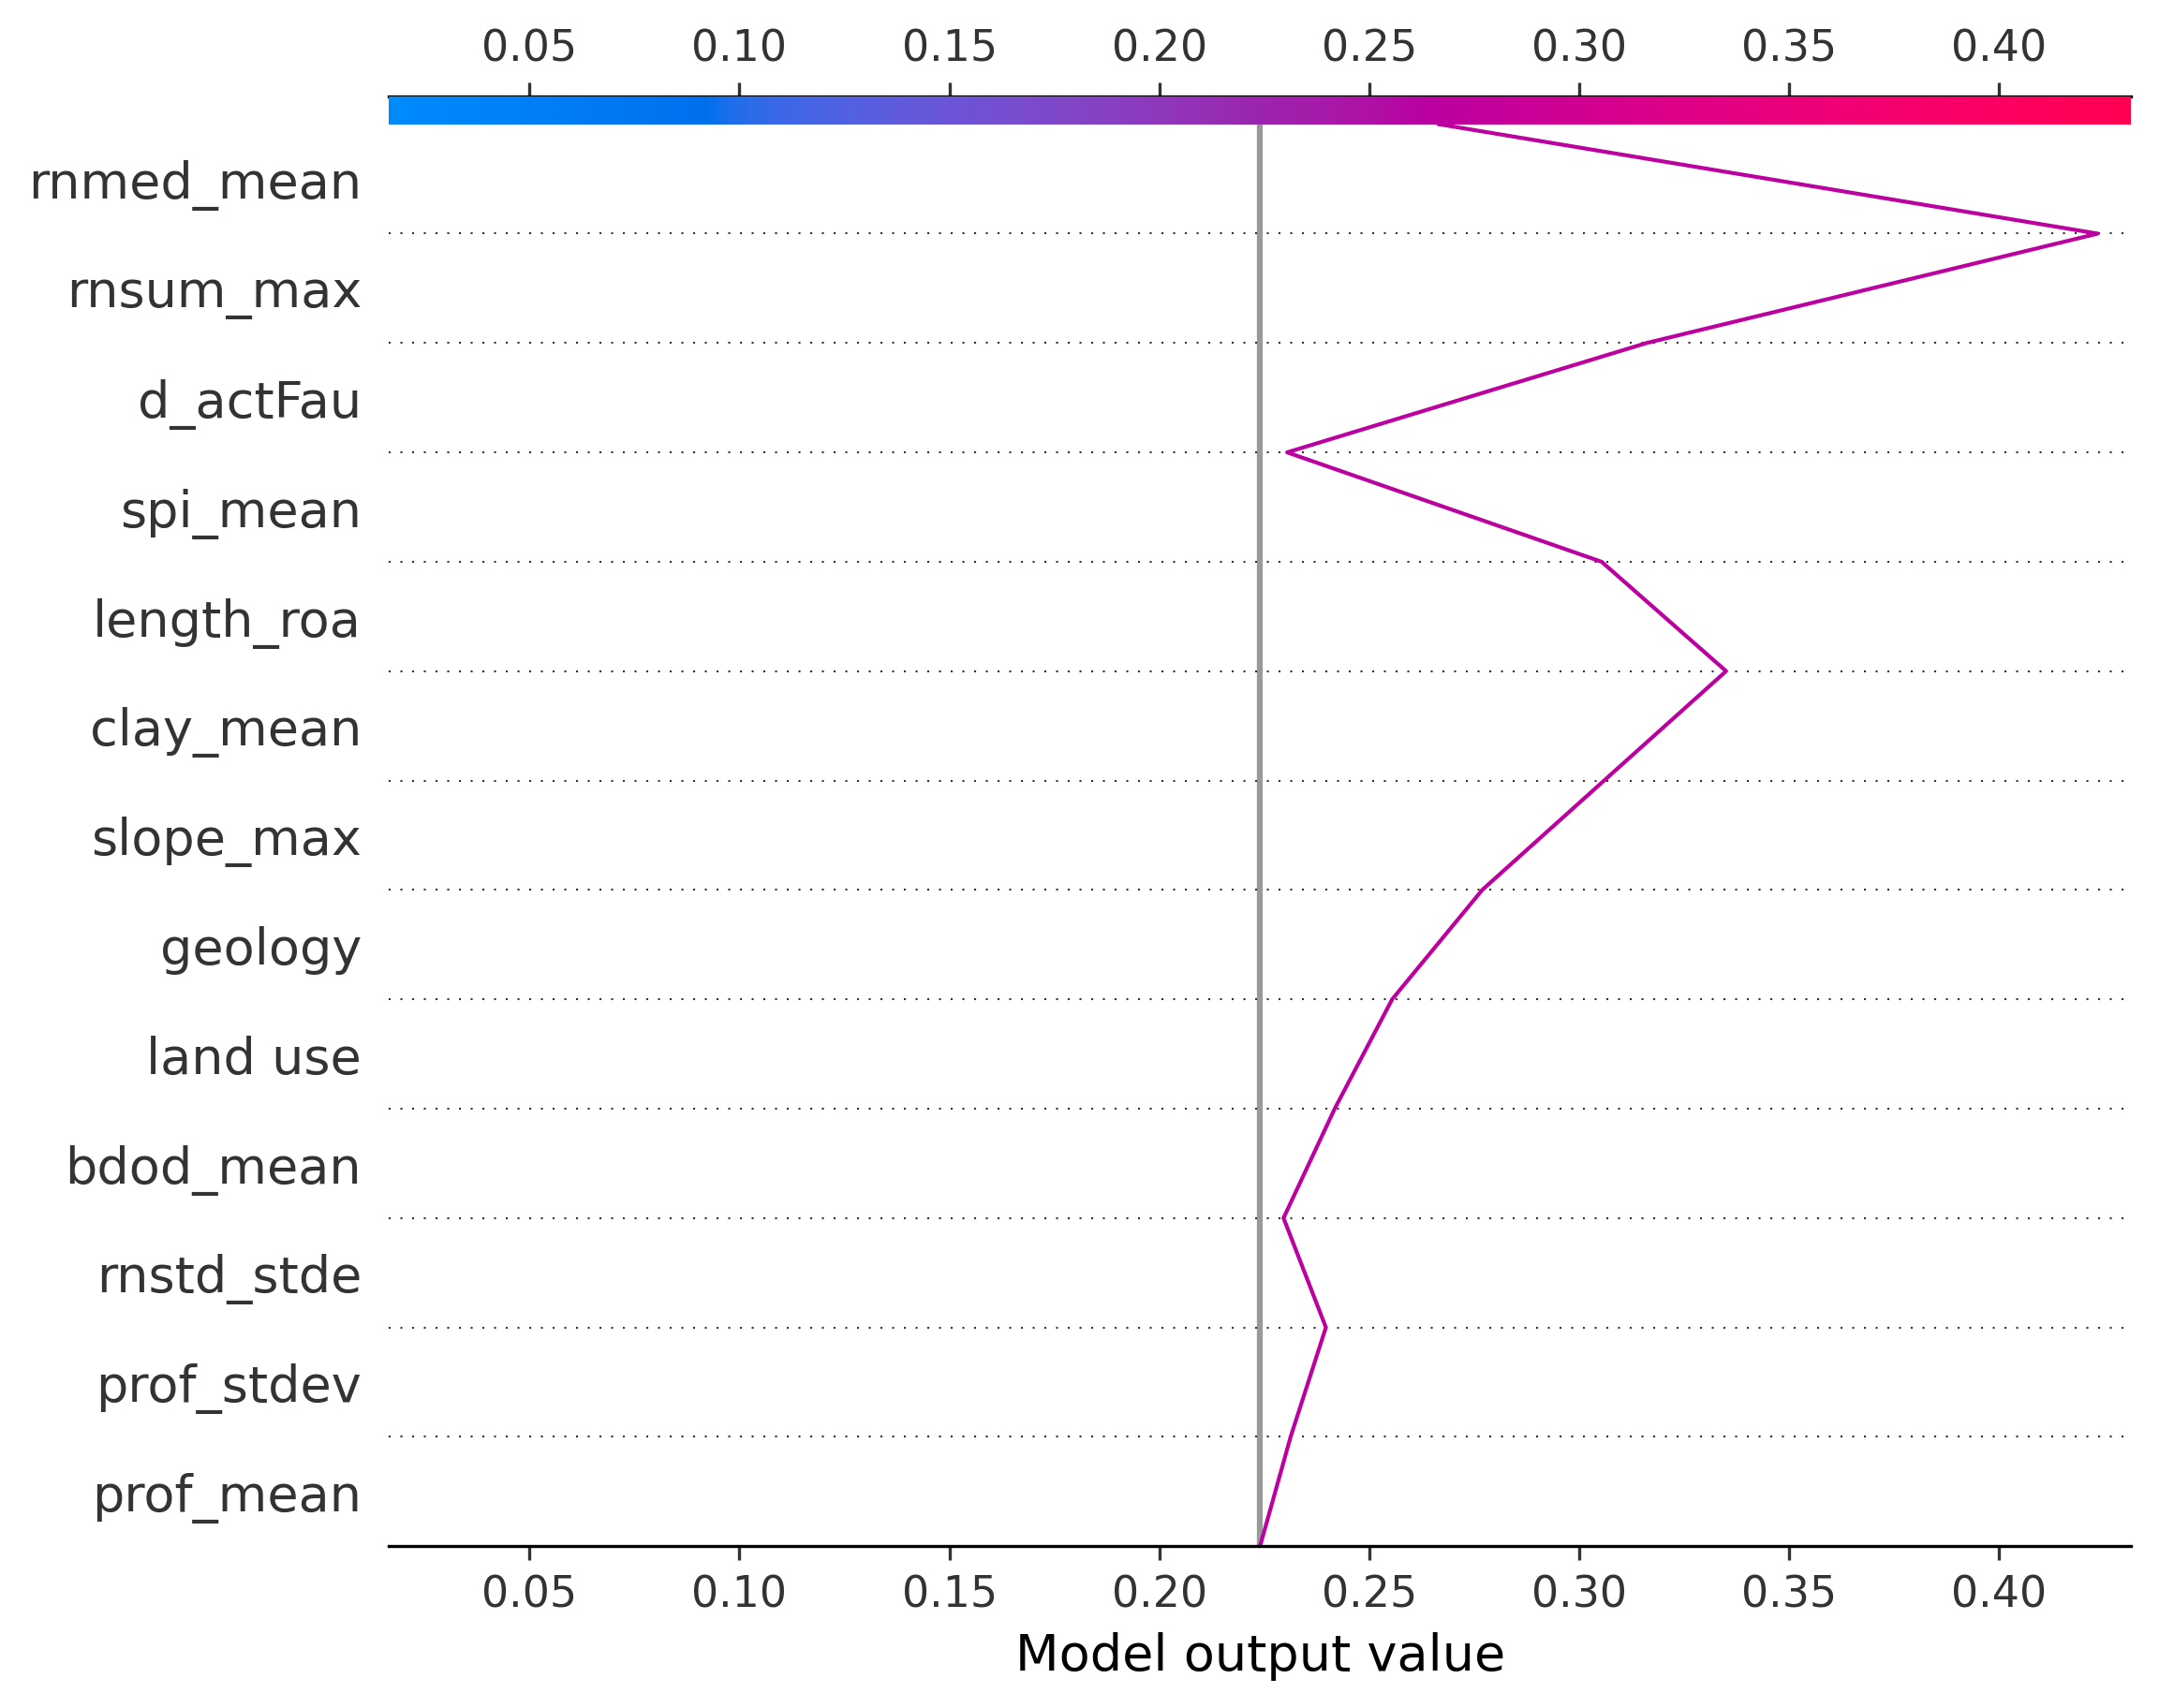 0.05 0.10 0.15 0.20 0.25 0.30 0.35 0.40
rnmed_mean
rnsum_max
d_actFau
spi_mean
length_roa
clay_mean
slope_max
geology
land use
bdod_mean
rnstd_stde
prof_stdev
prof_mean
0.05 0.10 0.15 0.20 0.25 0.30 0.35 0.40
Model output value